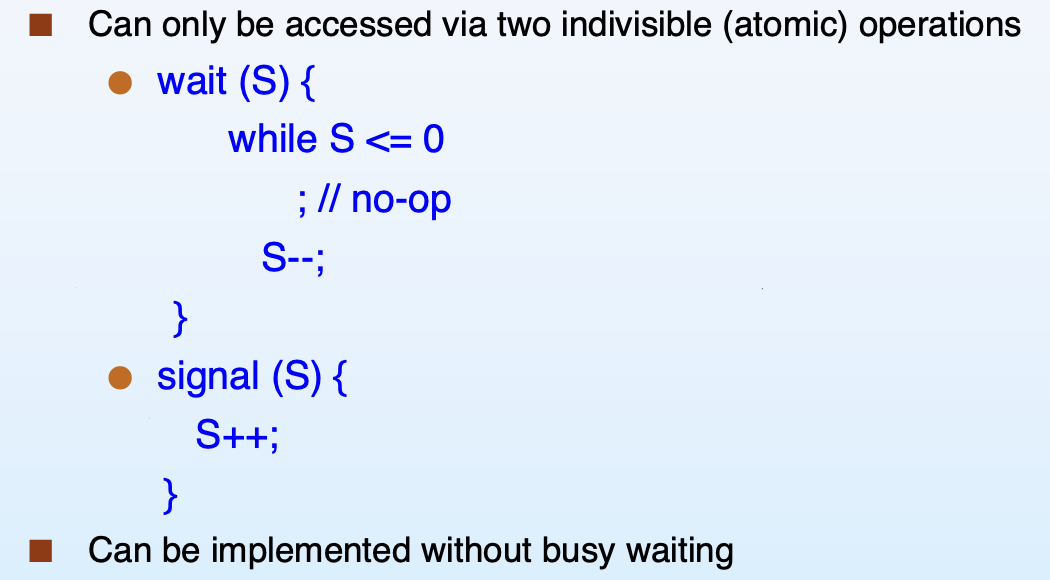 Can only be accessed via two indivisible (atomic) operations
wait (S) {
while S <= 0
; // no-op
S--;
}
signal (S) {
S++;
}
Can be implemented without busy waiting